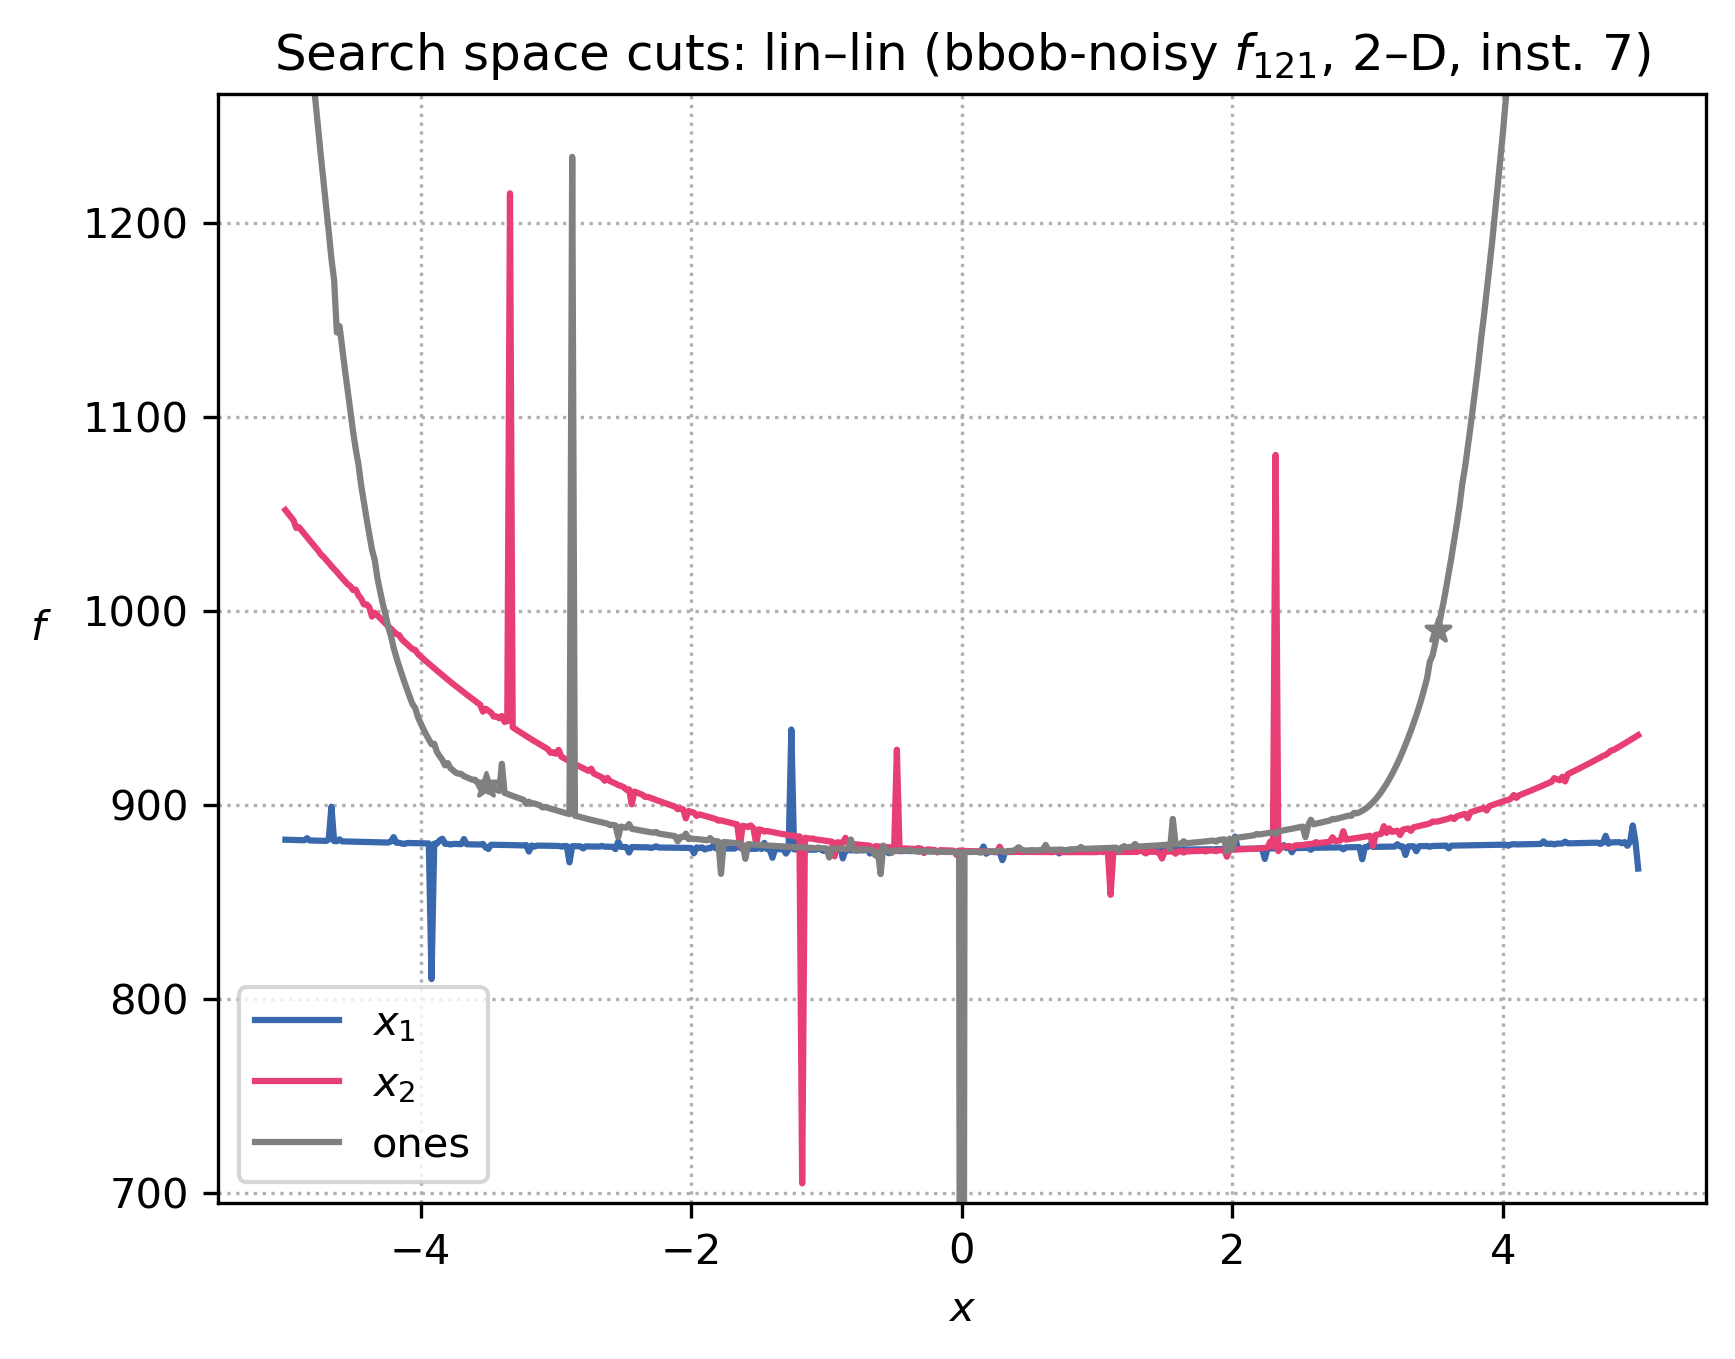 Search space cuts: lin–lin (bbob-noisy f₁₂₁, 2–D, inst. 7)
1200
1100
1000
f
900
800
700
x₁
x₂
ones
−4
−2
0
2
4
x